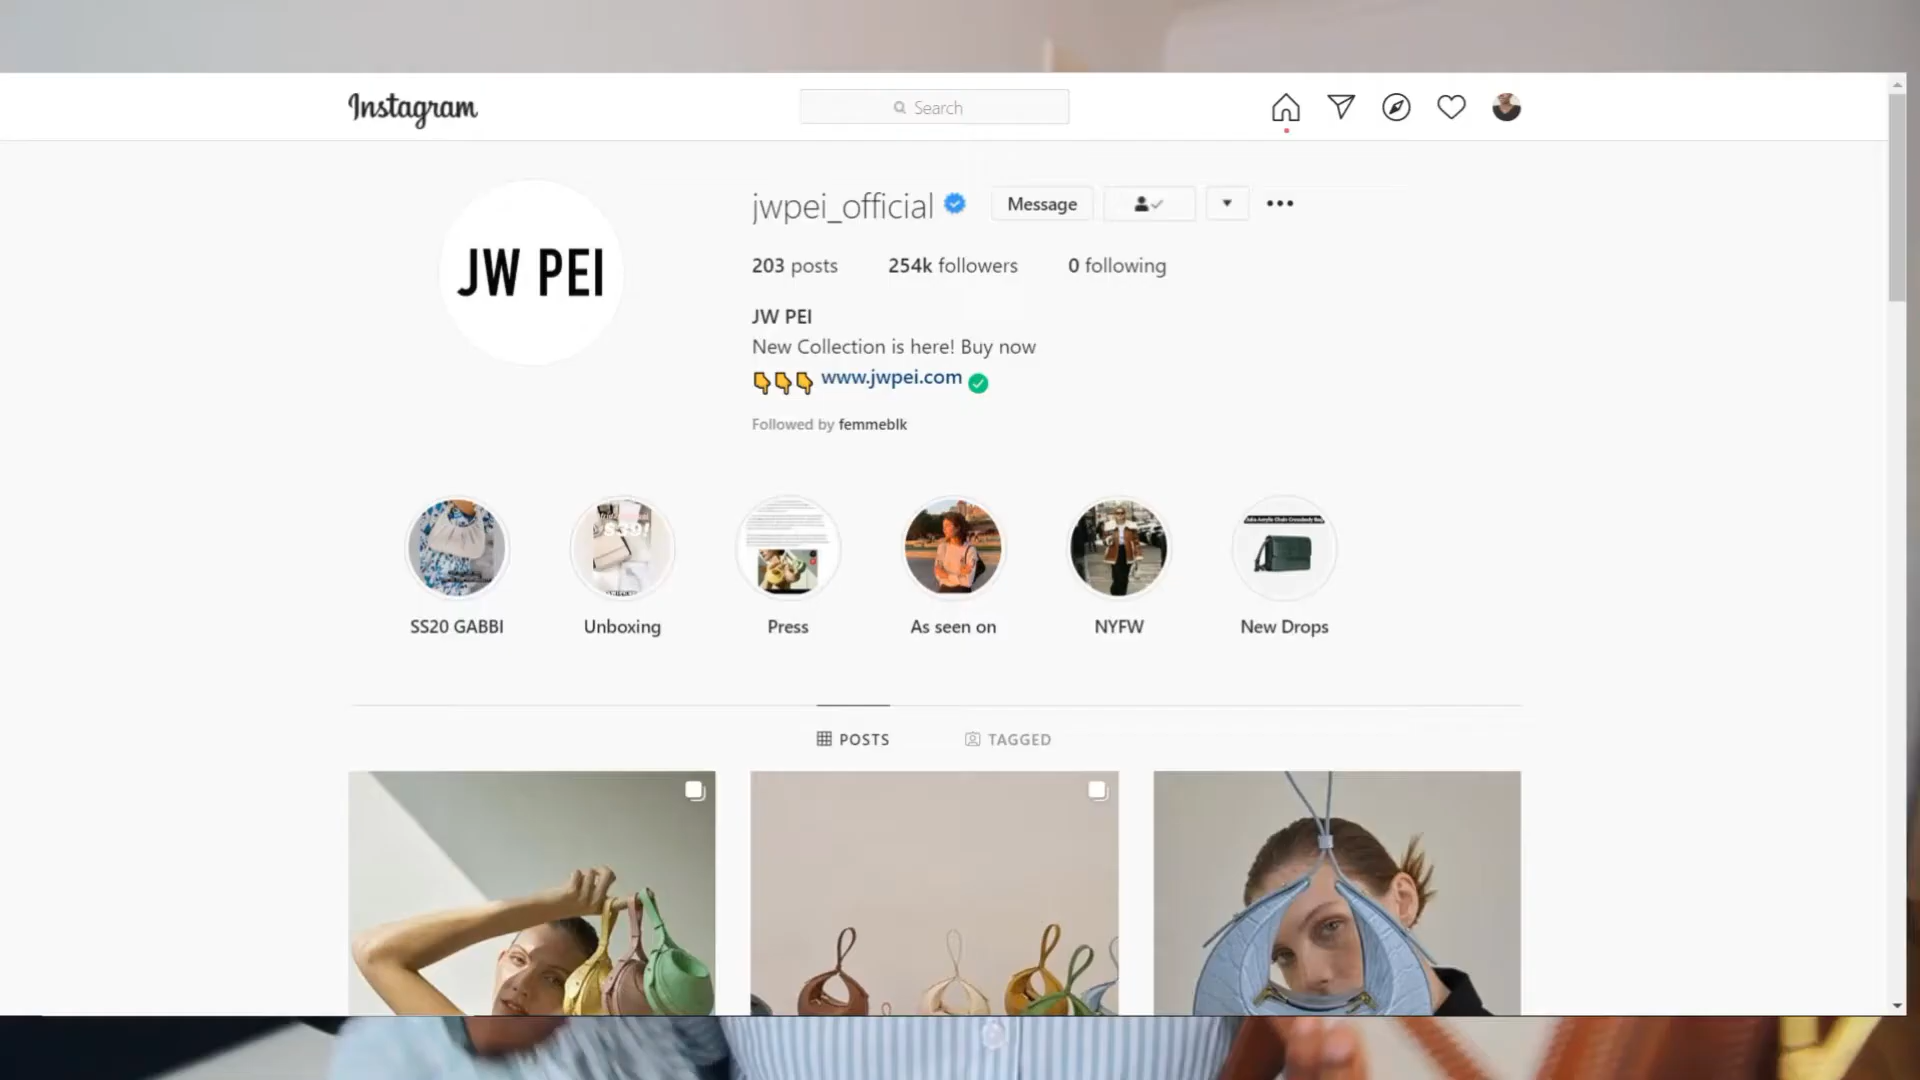 Instagram
Search
JW PEI
jwpei_official
Message
203 posts 254k followers 0 following
JW PEI
New Collection is here! Buy now
👇👇👇 www.jwpei.com ✅
Followed by femmeblk
$39!
SS20 GABBI
Unboxing
Press
As seen on
NYFW
New Drops
POSTS
TAGGED